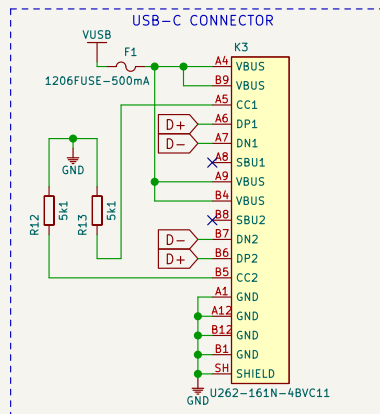 USB-C CONNECTOR
VUSB
F1
1206FUSE-500mA
K3
A4 VBUS
B9 VBUS
A5 CC1
D+ A6 DP1
D- A7 DN1
A8 SBU1
A9 VBUS
B4 VBUS
B8 SBU2
D- B7 DN2
D+ B6 DP2
B5 CC2
A1 GND
A12 GND
B12 GND
B1 GND
SH SHIELD
GND
R12
5k1
R13
5k1
U262-161N-4BVC11
GND